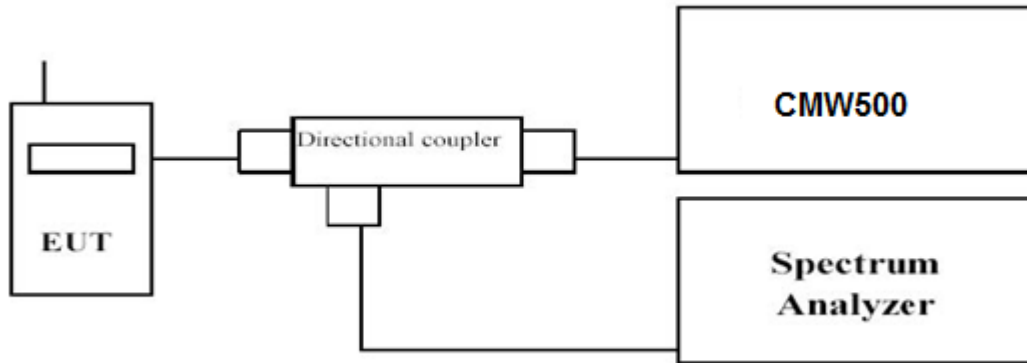 Directional coupler
CMW500
EUT
Spectrum
Analyzer